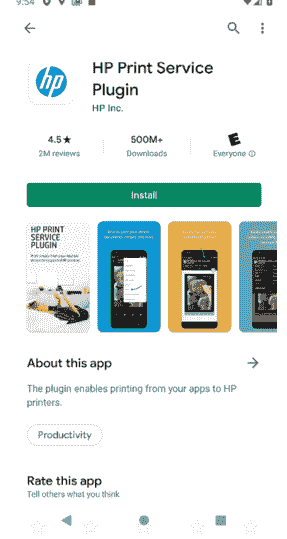 9:54
hp
HP Print Service
Plugin
HP Inc.
4.5★
2M reviews
500M+
Downloads
E
Everyone
Install
HP PRINT
SERVICE
PLUGIN
About this app
The plugin enables printing from your apps to HP
printers.
Productivity
Rate this app
Tell others what you think